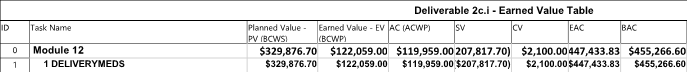 Deliverable 2c.i - Earned Value Table
ID Task Name Planned Value - PV (BCWS) Earned Value - EV (BCWP) AC (ACWP) SV CV EAC BAC
0 Module 12 $329,876.70 $122,059.00 $119,959.00 207,817.70) $2,100.00 447,433.83 $455,266.60
1 1 DELIVERYMEDS $329,876.70 $122,059.00 $119,959.00 $207,817.70) $2,100.00 $447,433.83 $455,266.60